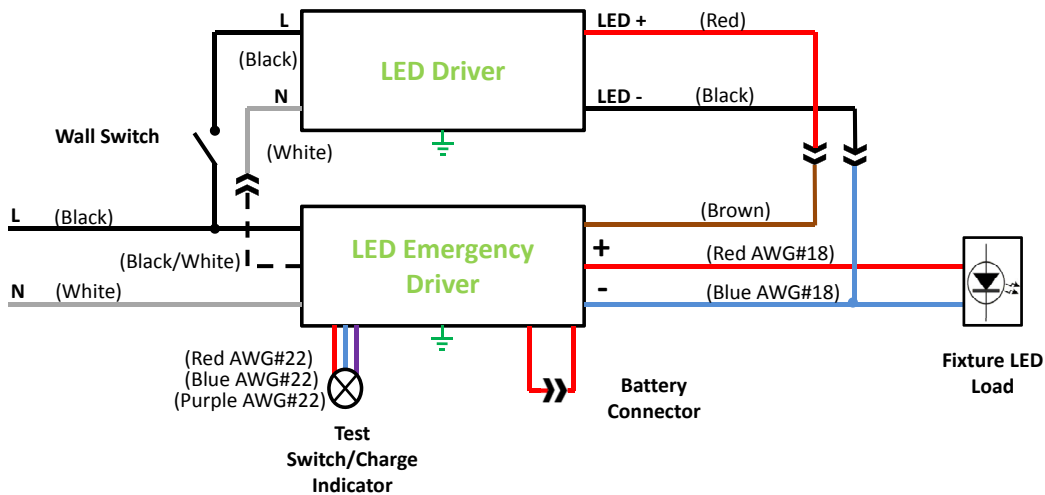 L
LED +
(Red)
(Black)
LED Driver
N
LED -
(Black)
Wall Switch
(White)
L
(Black)
(Brown)
(Black/White)
LED Emergency
Driver
+
(Red AWG#18)
N
(White)
-
(Blue AWG#18)
(Red AWG#22)
(Blue AWG#22)
(Purple AWG#22)
Battery
Connector
Fixture LED
Load
Test
Switch/Charge
Indicator